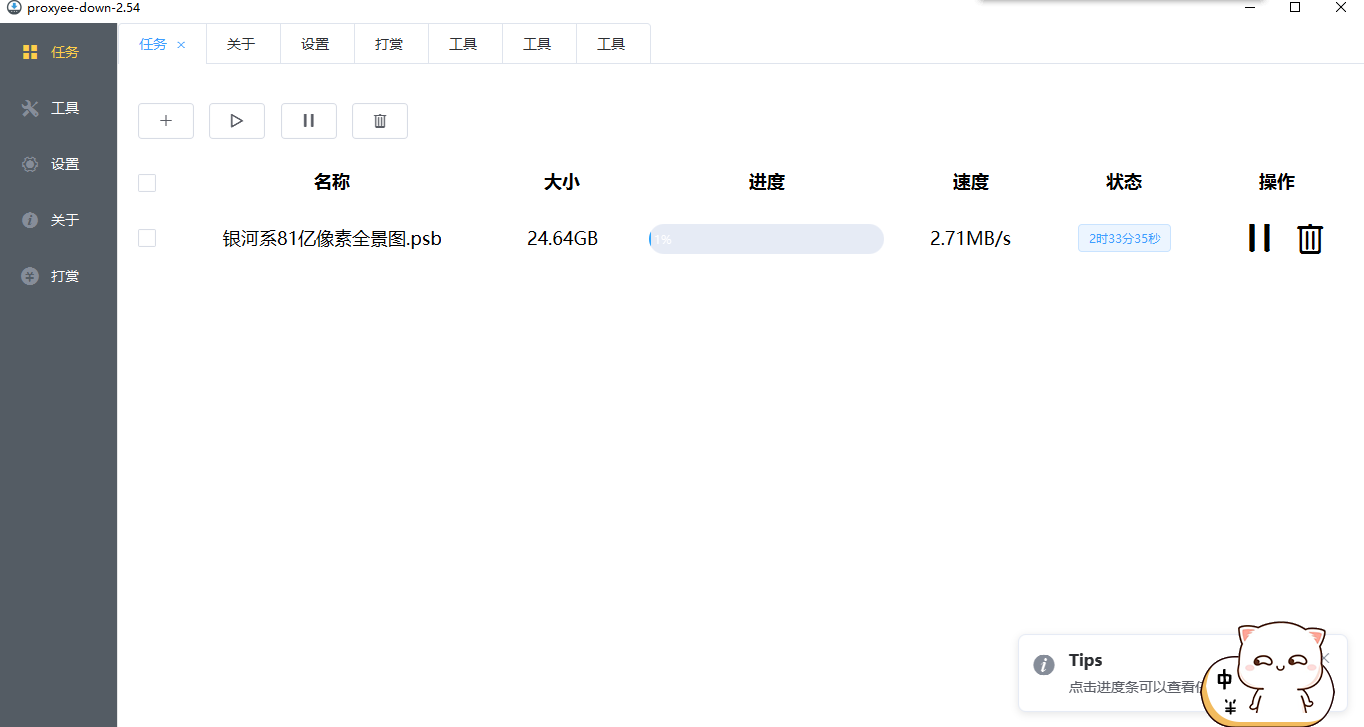 proxyee-down-2.54
任务
工具
设置
关于
打赏
任务 × 关于 设置 打赏 工具 工具 工具
名称 大小 进度 速度 状态 操作
银河系81亿像素全景图.psb 24.64GB 1% 2.71MB/s 2时33分35秒
Tips
点击进度条可以查看
中